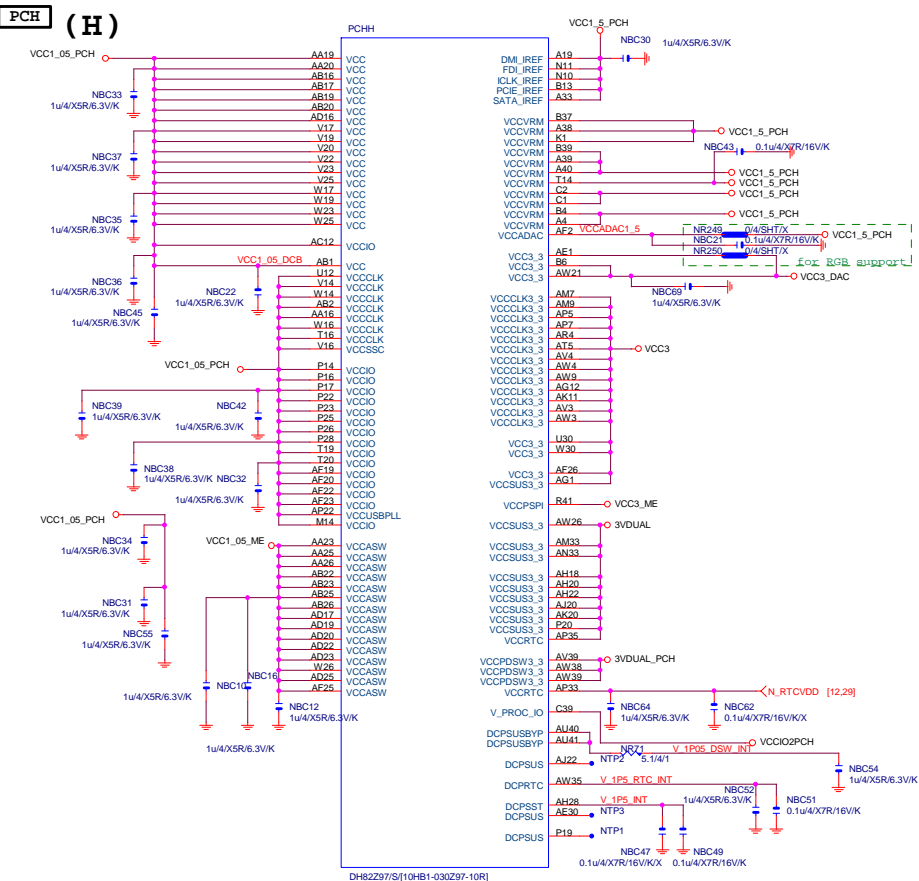 PCH (H)
PCHH
VCC1_05_PCH
AA19 VCC
AA20 VCC
AB16 VCC
AB17 VCC
AB19 VCC
AB20 VCC
AD16 VCC
V17 VCC
V19 VCC
V20 VCC
V22 VCC
V23 VCC
V25 VCC
W17 VCC
W19 VCC
W23 VCC
W25 VCC
AC12 VCCIO
VCC1_05_DCB AB1 VCC
U12 VCCCLK
V14 VCCCLK
W14 VCCCLK
AB2 VCCCLK
AA16 VCCCLK
W16 VCCCLK
T16 VCCCLK
V16 VCCSSC
NBC33
1u/4/X5R/6.3V/K
NBC37
1u/4/X5R/6.3V/K
NBC35
1u/4/X5R/6.3V/K
NBC36
1u/4/X5R/6.3V/K
NBC45
1u/4/X5R/6.3V/K
NBC22
1u/4/X5R/6.3V/K
VCC1_05_PCH
P14 VCCIO
P16 VCCIO
P17 VCCIO
P22 VCCIO
P23 VCCIO
P25 VCCIO
P26 VCCIO
P28 VCCIO
T19 VCCIO
T20 VCCIO
AF19 VCCIO
AF20 VCCIO
AF22 VCCIO
AF23 VCCIO
AP22 VCCUSBPLL
M14 VCCIO
NBC39
1u/4/X5R/6.3V/K
NBC42
1u/4/X5R/6.3V/K
NBC38
1u/4/X5R/6.3V/K
NBC32
1u/4/X5R/6.3V/K
VCC1_05_PCH
NBC34
1u/4/X5R/6.3V/K
NBC31
1u/4/X5R/6.3V/K
NBC55
1u/4/X5R/6.3V/K
VCC1_05_ME
AA23 VCCASW
AA25 VCCASW
AA26 VCCASW
AB22 VCCASW
AB23 VCCASW
AB25 VCCASW
AB26 VCCASW
AD17 VCCASW
AD19 VCCASW
AD20 VCCASW
AD22 VCCASW
AD23 VCCASW
W26 VCCASW
AD25 VCCASW
AF25 VCCASW
NBC10
1u/4/X5R/6.3V/K
NBC16
1u/4/X5R/6.3V/K
NBC12
1u/4/X5R/6.3V/K
VCC1_5_PCH
NBC30
1u/4/X5R/6.3V/K
DMI_IREF A19
FDI_IREF N11
ICLK_IREF N10
PCIE_IREF B13
SATA_IREF A33
VCCVRM B37
VCCVRM A38
VCCVRM K1
VCCVRM B39
VCCVRM A39
VCCVRM A40
VCCVRM T14
VCCVRM C2
VCCVRM C1
VCCVRM B4
VCCVRM A4
VCCADAC AF2 VCCADAC1_5
VCC1_5_PCH
NBC43 0.1u/4/X7R/16V/K
VCC1_5_PCH
VCC1_5_PCH
VCC1_5_PCH
VCC1_5_PCH
NR249 0/4/SHT/X
VCC1_5_PCH
NBC21 0.1u/4/X7R/16V/K
NR250 0/4/SHT/X
for RGB support
VCC3_3 AE1
VCC3_3 B6
VCC3_3 AW21
VCC3_DAC
NBC69
1u/4/X5R/6.3V/K
VCCCLK3_3 AM7
VCCCLK3_3 AM9
VCCCLK3_3 AP5
VCCCLK3_3 AP7
VCCCLK3_3 AR4
VCCCLK3_3 AT5
VCCCLK3_3 AV4
VCCCLK3_3 AW4
VCCCLK3_3 AW9
VCCCLK3_3 AG12
VCCCLK3_3 AK11
VCCCLK3_3 AV3
VCCCLK3_3 AW3
VCC3
VCC3_3 U30
VCC3_3 W30
VCC3_3 AF26
VCCSUS3_3 AG1
VCCPSPI R41 VCC3_ME
VCCSUS3_3 AW26 3VDUAL
VCCSUS3_3 AM33
VCCSUS3_3 AN33
VCCSUS3_3 AH18
VCCSUS3_3 AH20
VCCSUS3_3 AH22
VCCSUS3_3 AJ20
VCCSUS3_3 AK20
VCCSUS3_3 P20
VCCRTC AP35
VCCPDSW3_3 AV39 3VDUAL_PCH
VCCPDSW3_3 AW38
VCCPDSW3_3 AW39
VCCRTC AP33 N_RTCVDD [12,29]
NBC64
1u/4/X5R/6.3V/K
NBC62
0.1u/4/X7R/16V/K/X
V_PROC_IO C39
VCCIO2PCH
DCPSUSBYP AU40
DCPSUSBYP AU41
NR71 5.1/4/1 V_1P05_DSW_INT
NBC54
1u/4/X5R/6.3V/K
DCPSUS AJ22 NTP2
DCPRTC AW35 V_1P5_RTC_INT
NBC52
1u/4/X5R/6.3V/K
NBC51
0.1u/4/X7R/16V/K
DCPSST AH28 V_1P5_INT
DCPSUS AE30 NTP3
DCPSUS P19 NTP1
NBC47
0.1u/4/X7R/16V/K/X
NBC49
0.1u/4/X7R/16V/K
DH82Z97/S/[10HB1-030Z97-10R]